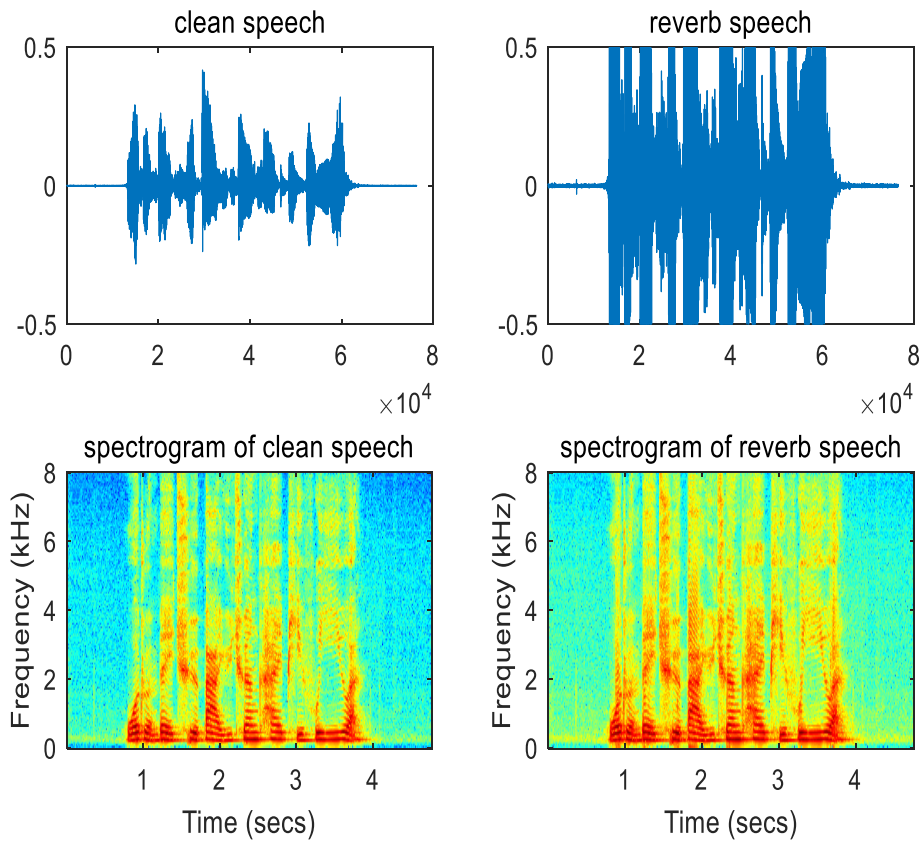 clean speech
0.5
0
-0.5
0 2 4 6 8
×10^4
reverb speech
0.5
0
-0.5
0 2 4 6 8
×10^4
spectrogram of clean speech
8
6
4
2
0
Frequency (kHz)
1 2 3 4
Time (secs)
spectrogram of reverb speech
8
6
4
2
0
Frequency (kHz)
1 2 3 4
Time (secs)